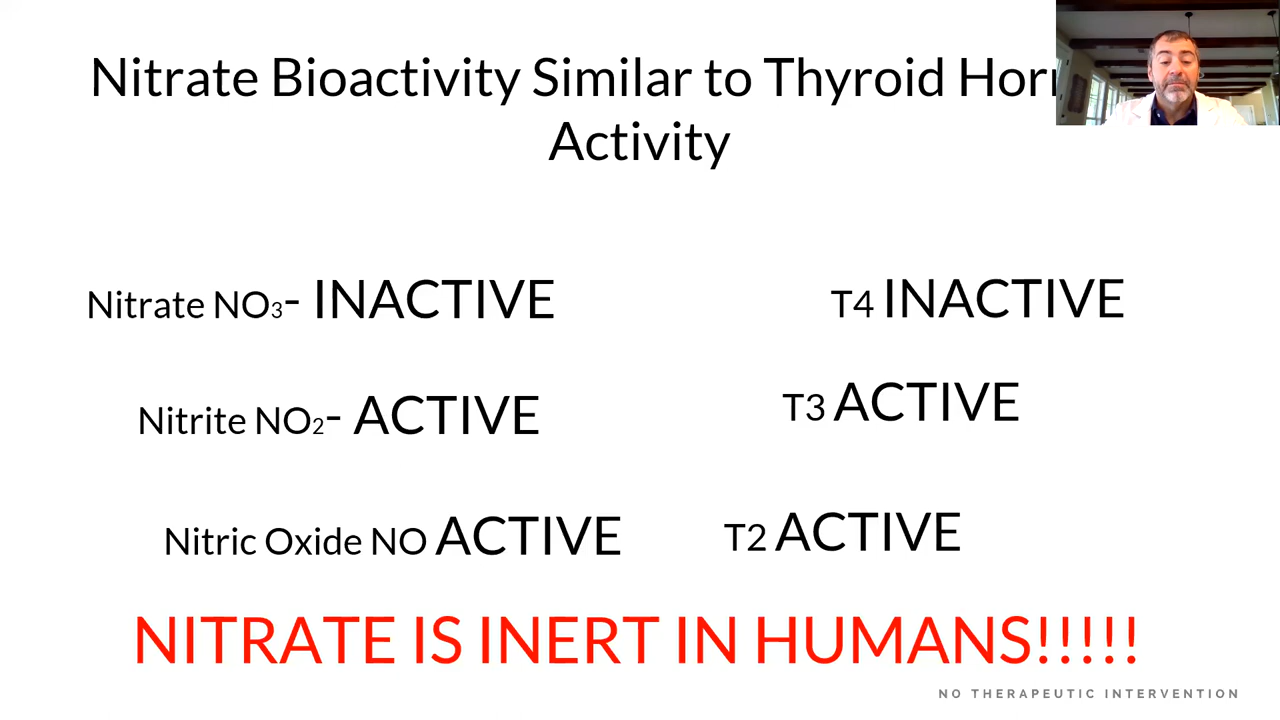 Nitrate Bioactivity Similar to Thyroid
Activity
Nitrate NO₃- INACTIVE
T4 INACTIVE
Nitrite NO₂- ACTIVE
T3 ACTIVE
Nitric Oxide NO ACTIVE
T2 ACTIVE
NITRATE IS INERT IN HUMANS!!!!!
NO THERAPEUTIC INTERVENTION